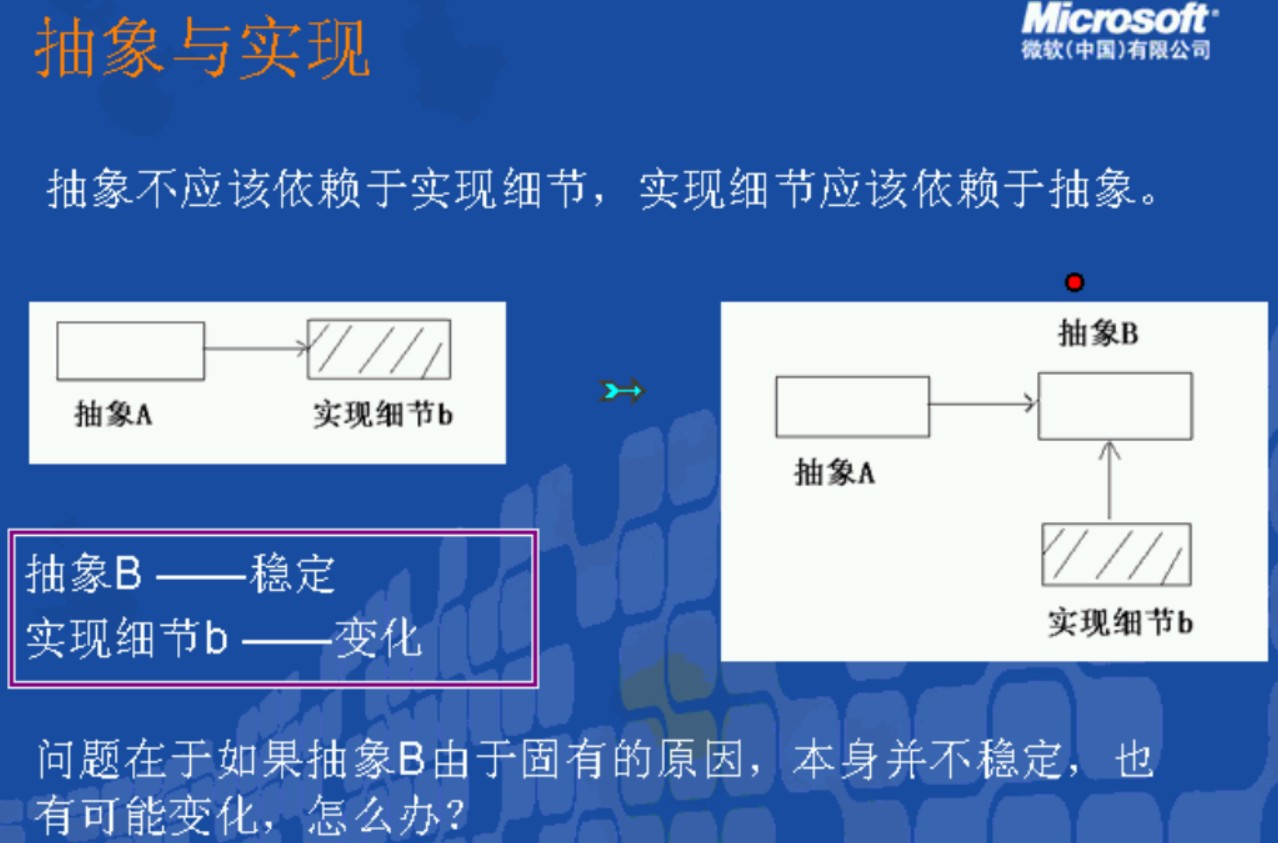 抽象与实现
Microsoft
微软(中国)有限公司
抽象不应该依赖于实现细节，实现细节应该依赖于抽象。
抽象A
实现细节b
抽象B
抽象A
实现细节b
抽象B ——稳定
实现细节b ——变化
问题在于如果抽象B由于固有的原因，本身并不稳定，也
有可能变化，怎么办？